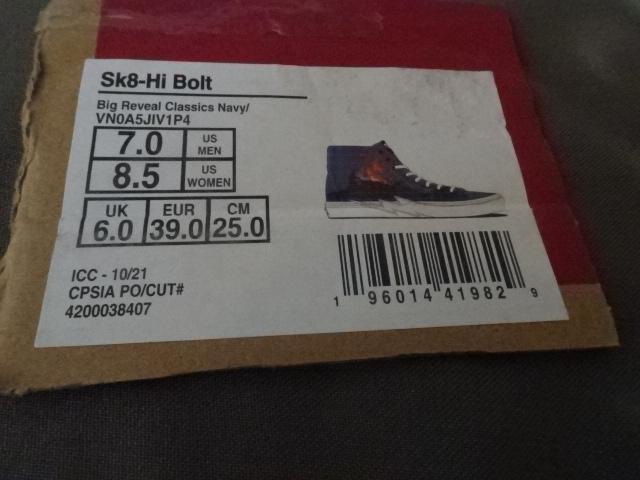 Sk8-Hi Bolt
Big Reveal Classics Navy/
VN0A5JIV1P4
7.0 US MEN
8.5 US WOMEN
UK EUR CM
6.0 39.0 25.0
ICC - 10/21
CPSIA PO/CUT#
4200038407
1 96014 41982 9